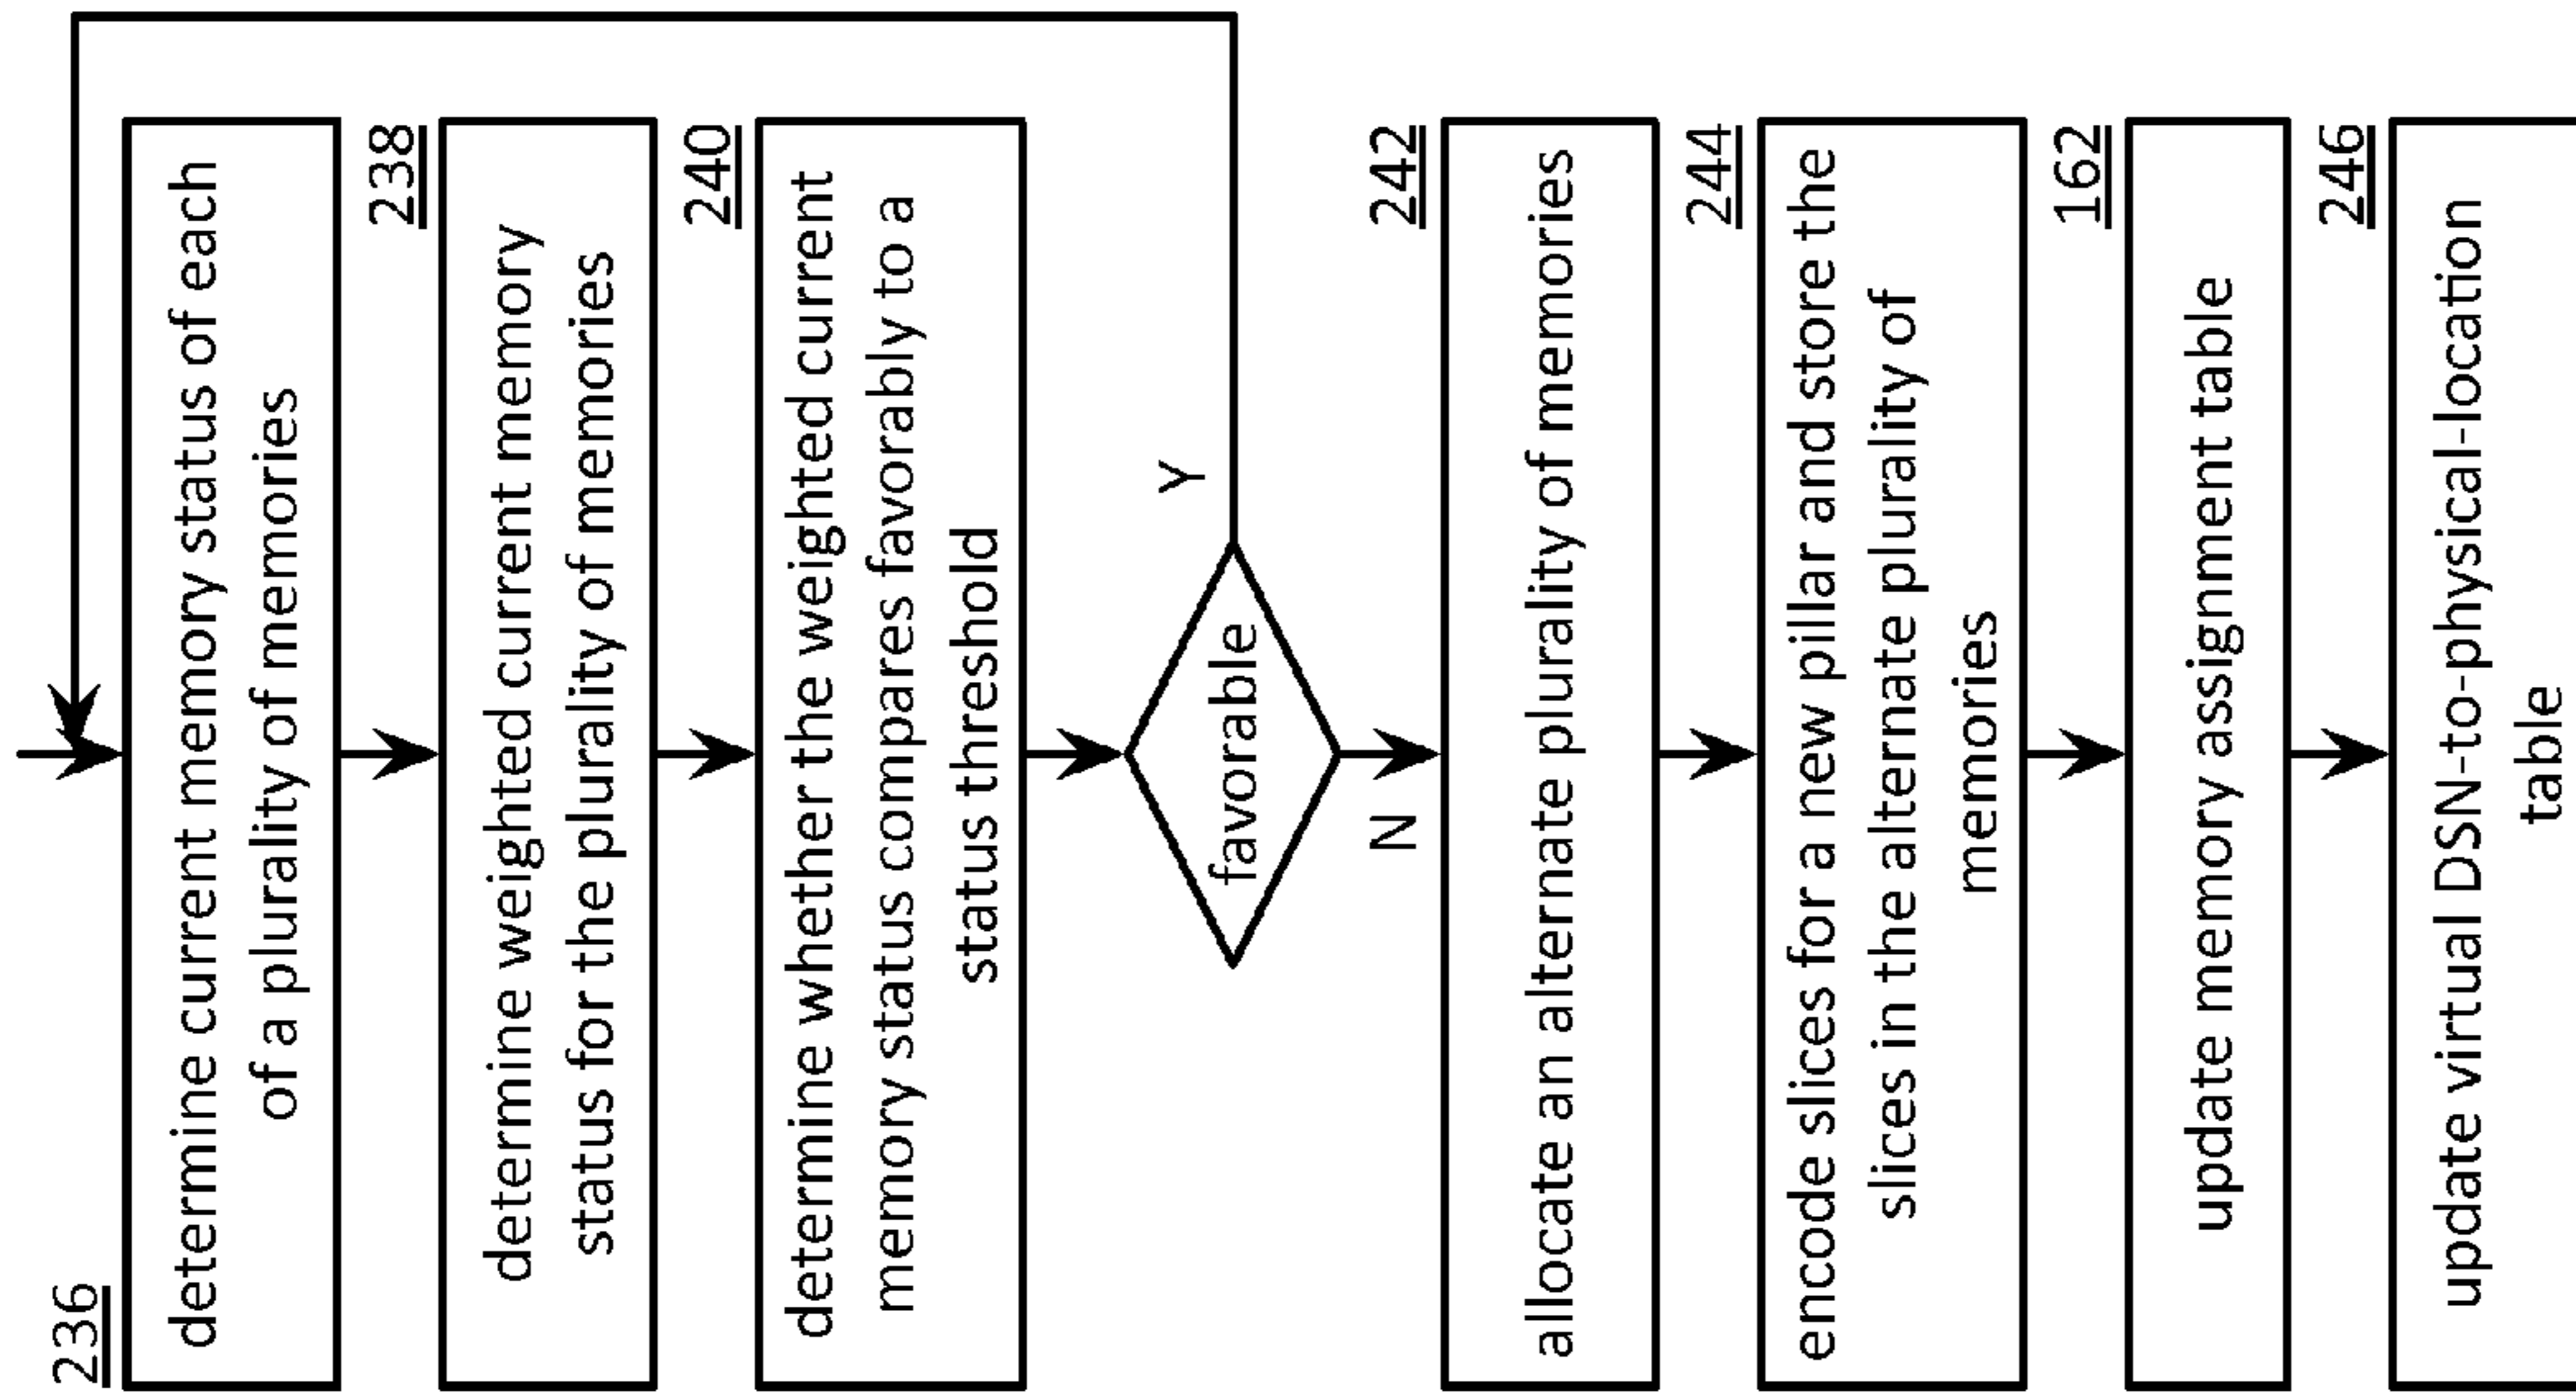 236
determine current memory status of each
of a plurality of memories
238
determine weighted current memory
status for the plurality of memories
240
determine whether the weighted current
memory status compares favorably to a
status threshold
favorable
Y
N
242
allocate an alternate plurality of memories
244
encode slices for a new pillar and store the
slices in the alternate plurality of
memories
162
update memory assignment table
246
update virtual DSN-to-physical-location
table